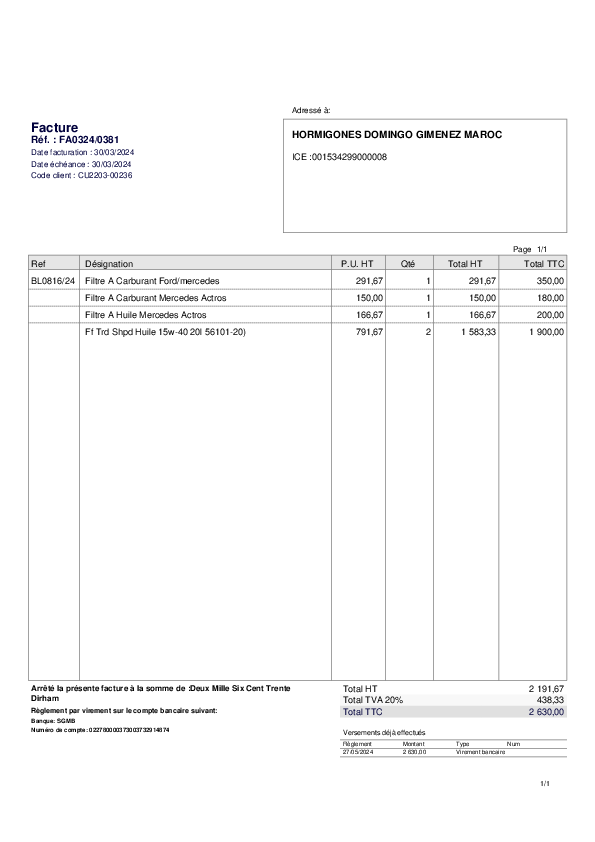 Adressé à:
Facture
Réf. : FA0324/0381
Date facturation : 30/03/2024
Date échéance : 30/03/2024
Code client : CU2203-00236
HORMIGONES DOMINGO GIMENEZ MAROC
ICE :001534299000008
Page 1/1
Ref Désignation P.U. HT Qté Total HT Total TTC
BL0816/24 Filtre A Carburant Ford/mercedes 291,67 1 291,67 350,00
Filtre A Carburant Mercedes Actros 150,00 1 150,00 180,00
Filtre A Huile Mercedes Actros 166,67 1 166,67 200,00
Ff Trd Shpd Huile 15w-40 20l 56101-20) 791,67 2 1 583,33 1 900,00
Arrêté la présente facture à la somme de :Deux Mille Six Cent Trente
Dirham
Règlement par virement sur le compte bancaire suivant:
Banque: SGMB
Numéro de compte: 022780000373003732914874
Total HT 2 191,67
Total TVA 20% 438,33
Total TTC 2 630,00
Versements déjà effectués
Règlement Montant Type Num
27/05/2024 2 630,00 Virement bancaire
1/1